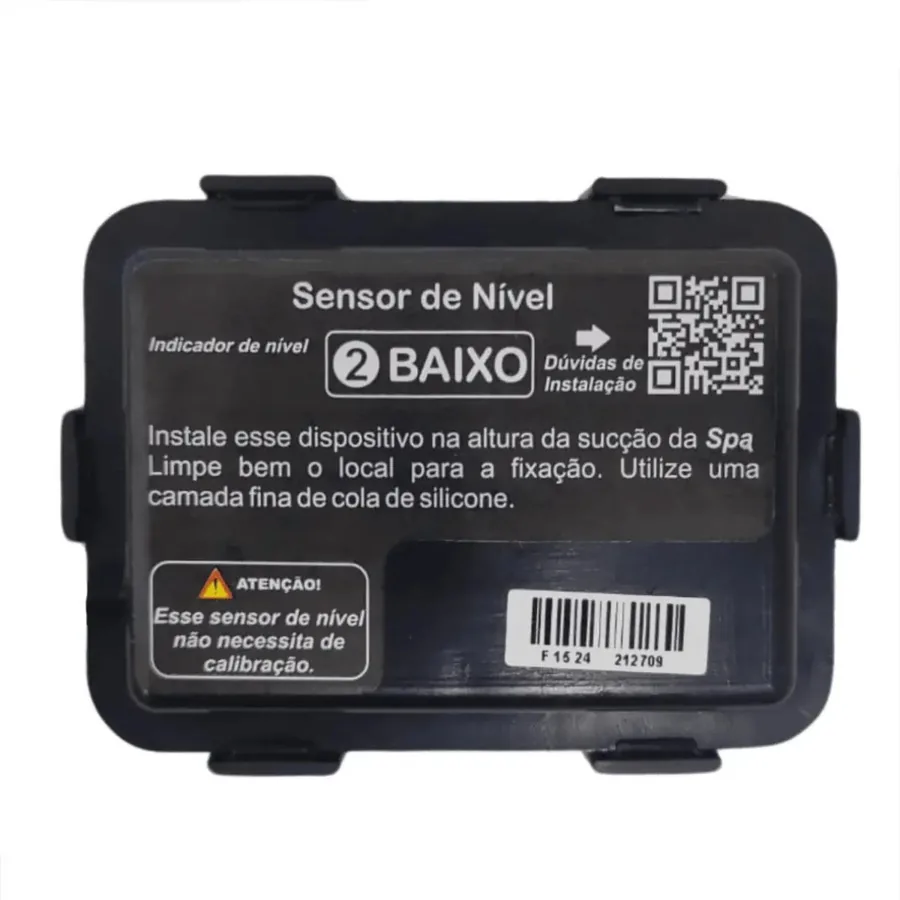 Sensor de Nível
Indicador de nível
2 BAIXO
Dúvidas de
Instalação
Instale esse dispositivo na altura da sucção da Spa
Limpe bem o local para a fixação. Utilize uma
camada fina de cola de silicone.
ATENÇÃO!
Esse sensor de nível
não necessita de
calibração.
F 15 24 212709